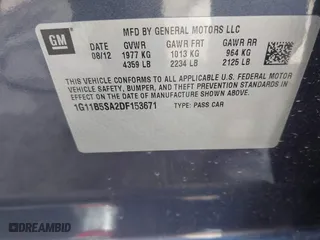 GM
MFD BY GENERAL MOTORS LLC
08/12 GVWR GAWR FRT GAWR RR
1977 KG 1013 KG 964 KG
4359 LB 2234 LB 2125 LB
THIS VEHICLE CONFORMS TO ALL APPLICABLE U.S. FEDERAL MOTOR
VEHICLE SAFETY, BUMPER, AND THEFT PREVENTION STANDARDS
IN EFFECT ON THE DATE OF MANUFACTURE SHOWN ABOVE.
1G11B5SA2DF153671 TYPE: PASS CAR
DREAMBID